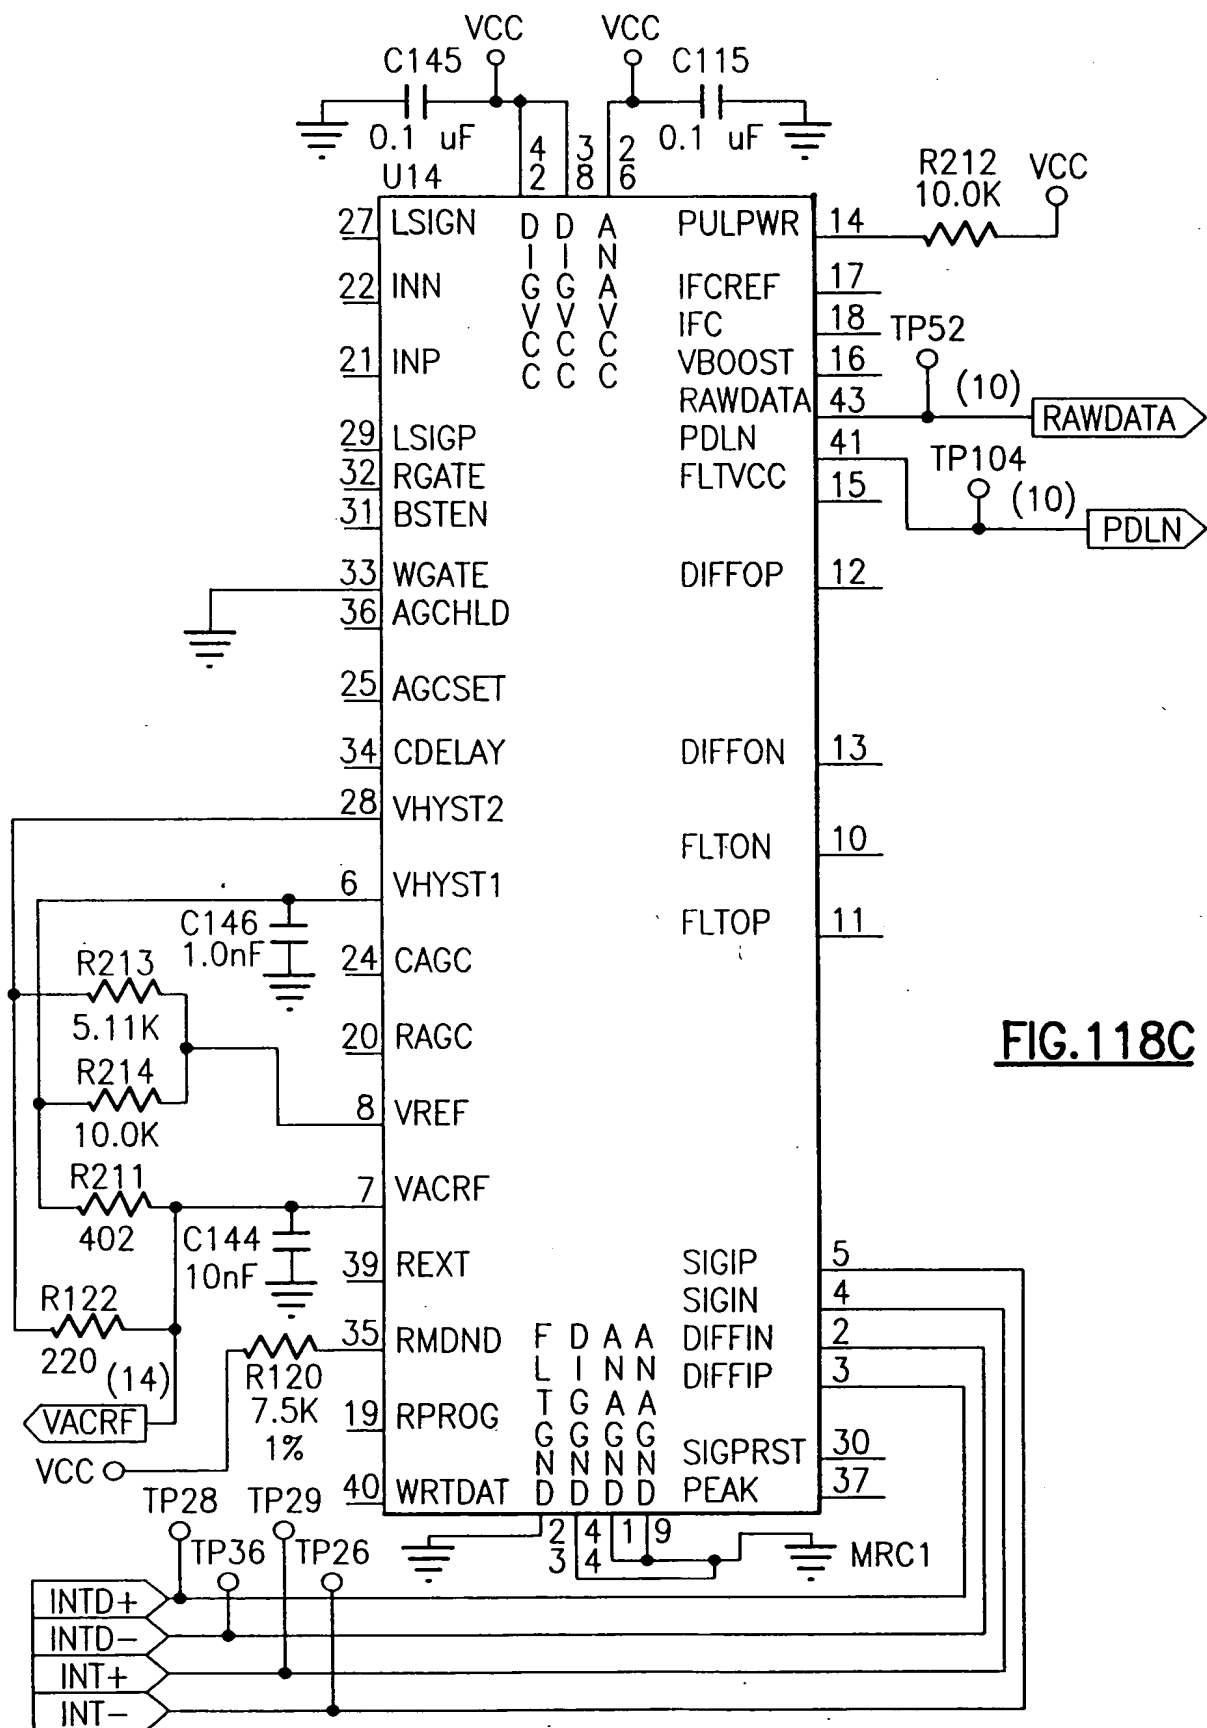 VCC VCC
C145 C115
0.1 uF 0.1 uF
4 3 2
2 8 6
U14
R212
10.0K
VCC
27 LSIGN
22 INN
21 INP
29 LSIGP
32 RGATE
31 BSTEN
33 WGATE
36 AGCHLD
25 AGCSET
34 CDELAY
28 VHYST2
6 VHYST1
24 CAGC
20 RAGC
8 VREF
7 VACRF
39 REXT
35 RMDND
19 RPROG
40 WRTDAT
DIGVCC
DIGVCC
ANAVCC
PULPWR 14
IFCREF 17
IFC 18
VBOOST 16
RAWDATA 43
PDLN 41
FLTVCC 15
DIFFOP 12
DIFFON 13
FLTON 10
FLTOP 11
SIGIP 5
SIGIN 4
DIFFIN 2
DIFFIP 3
SIGPRST 30
PEAK 37
FLTGND
DIGGND
ANAGND
ANAGND
2 4 1 9
3 4
TP52
(10)
RAWDATA
TP104
(10)
PDLN
C146
1.0nF
R213
5.11K
R214
10.0K
R211
402
C144
10nF
R122
220
(14)
VACRF
R120
7.5K
1%
VCC
TP28 TP29
TP36 TP26
INTD+
INTD-
INT+
INT-
MRC1
FIG.118C